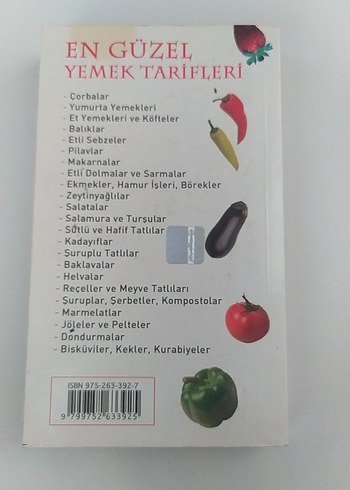 EN GÜZEL
YEMEK TARİFLERİ
- Çorbalar
- Yumurta Yemekleri
- Et Yemekleri ve Köfteler
- Balıklar
- Etli Sebzeler
- Pilavlar
- Makarnalar
- Etli Dolmalar ve Sarmalar
- Ekmekler, Hamur İşleri, Börekler
- Zeytinyağlılar
- Salatalar
- Salamura ve Turşular
- Sütlü ve Hafif Tatlılar
- Kadayıflar
- Şuruplu Tatlılar
- Baklavalar
- Helvalar
- Reçeller ve Meyve Tatlıları
- Şuruplar, Şerbetler, Kompostolar
- Marmelatlar
- Jöleler ve Pelteler
- Dondurmalar
- Bisküviler, Kekler, Kurabiyeler
ISBN 975-263-392-7
9 799752 633925